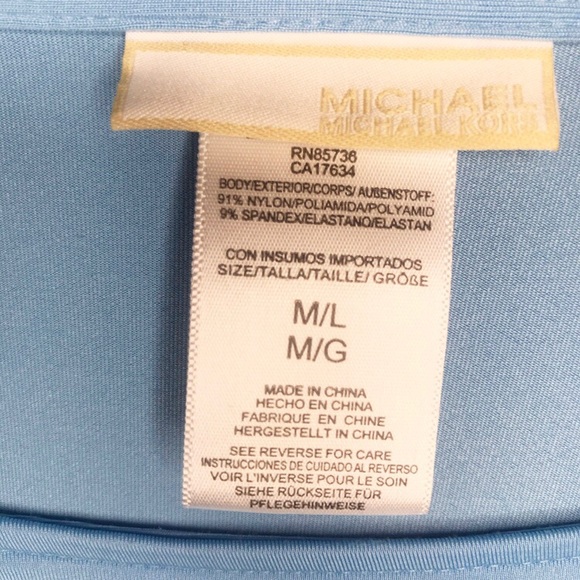 MICHAEL
MICHAEL KORS
RN85736
CA17634
BODY/EXTERIOR/CORPS/ AUßENSTOFF:
91% NYLON/POLIAMIDA/POLYAMID
9% SPANDEX/ELASTANO/ELASTAN
CON INSUMOS IMPORTADOS
SIZE/TALLA/TAILLE/ GRÖßE
M/L
M/G
MADE IN CHINA
HECHO EN CHINA
FABRIQUE EN CHINE
HERGESTELLT IN CHINA
SEE REVERSE FOR CARE
INSTRUCCIONES DE CUIDADO AL REVERSO
VOIR L'INVERSE POUR LE SOIN
SIEHE RÜCKSEITE FÜR
PFLEGEHINWEISE